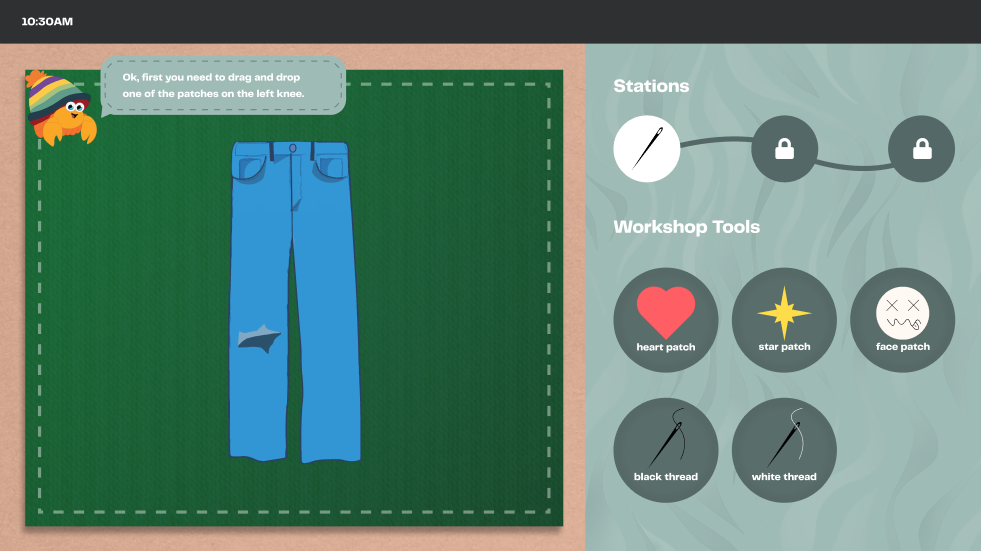 10:30AM
Ok, first you need to drag and drop
one of the patches on the left knee.
Stations
Workshop Tools
heart patch
star patch
face patch
black thread
white thread